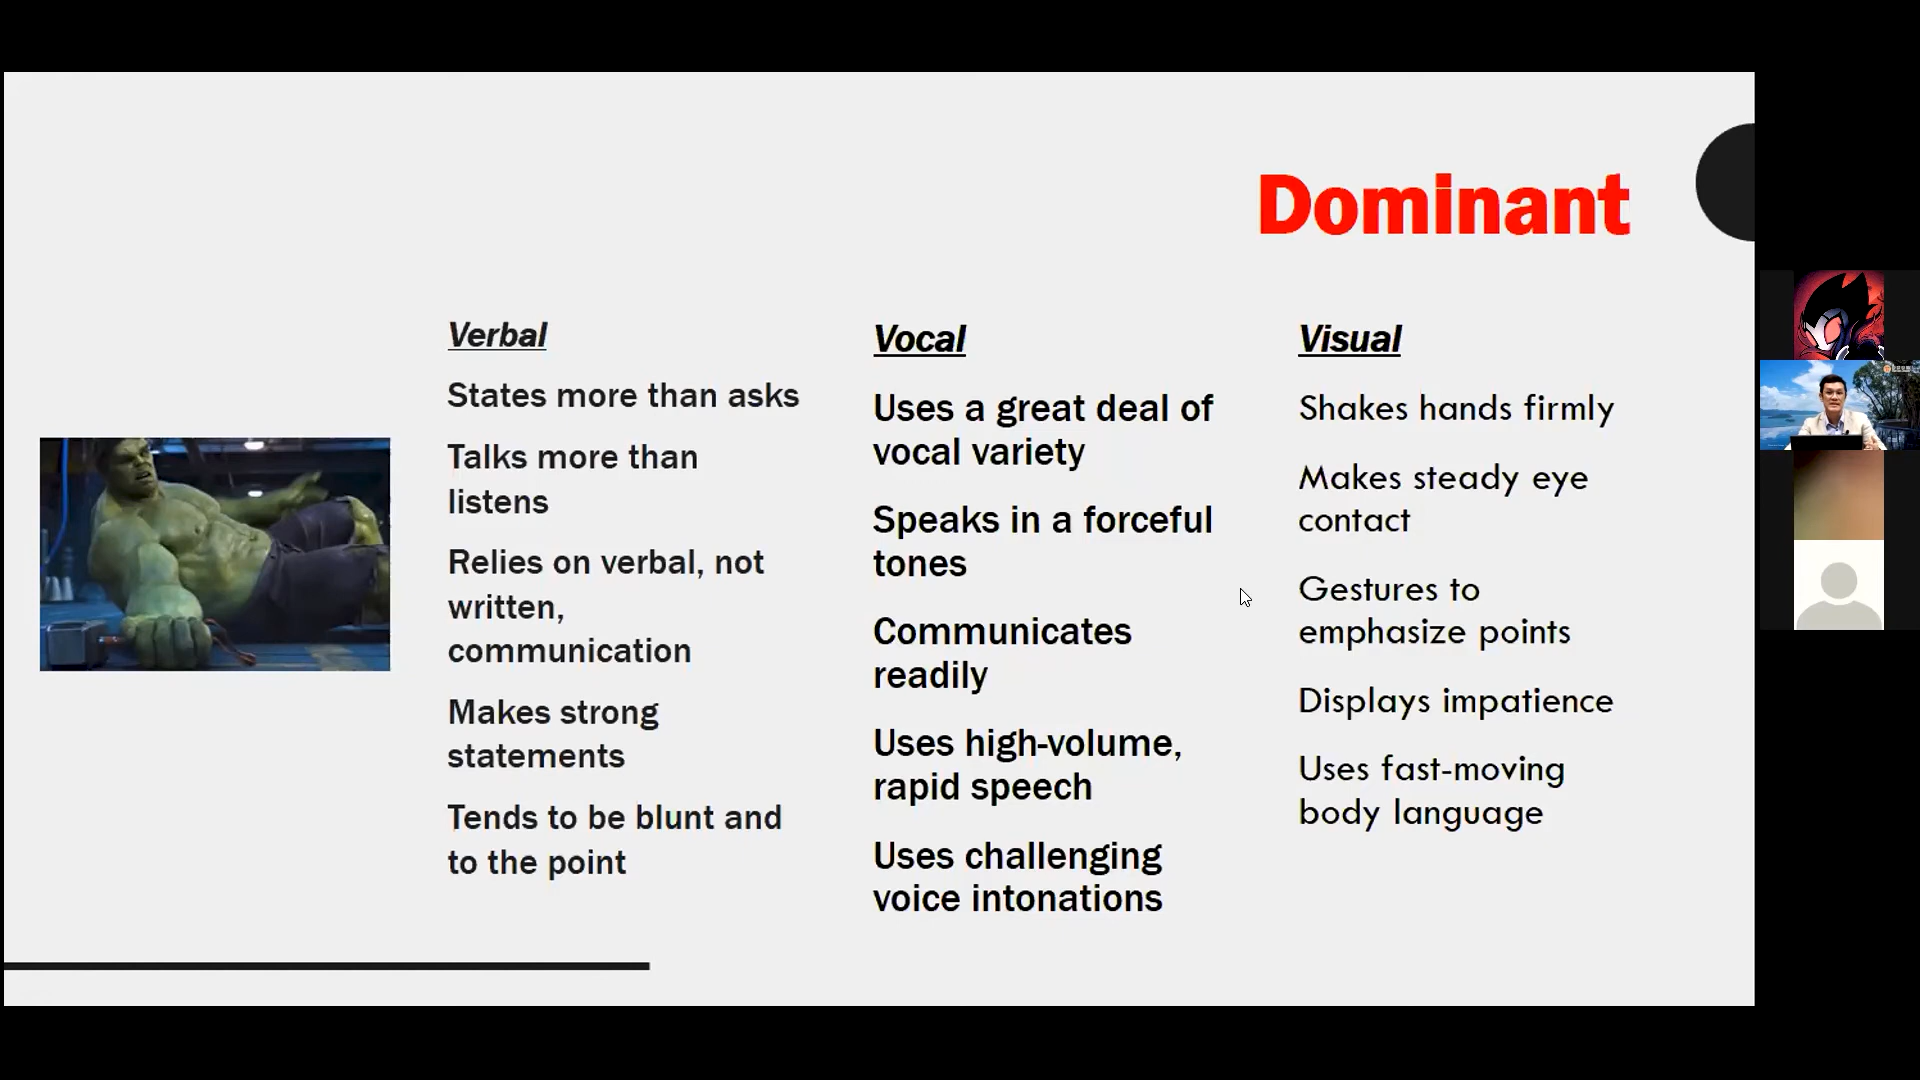 Dominant
Verbal
States more than asks
Talks more than
listens
Relies on verbal, not
written,
communication
Makes strong
statements
Tends to be blunt and
to the point
Vocal
Uses a great deal of
vocal variety
Speaks in a forceful
tones
Communicates
readily
Uses high-volume,
rapid speech
Uses challenging
voice intonations
Visual
Shakes hands firmly
Makes steady eye
contact
Gestures to
emphasize points
Displays impatience
Uses fast-moving
body language